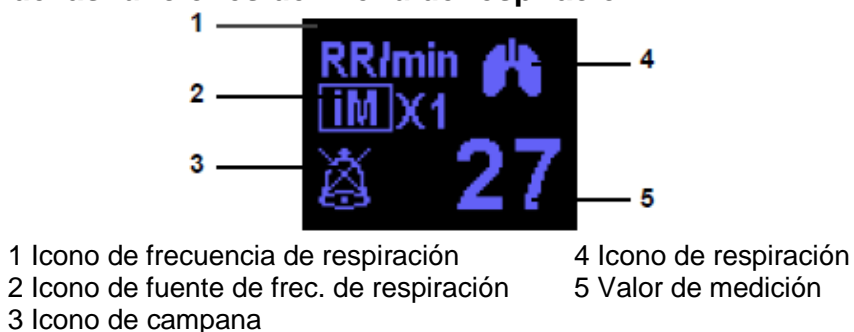 1
RR/min
4
2
iM X1
3
27
5
1 Icono de frecuencia de respiración
4 Icono de respiración
2 Icono de fuente de frec. de respiración
5 Valor de medición
3 Icono de campana